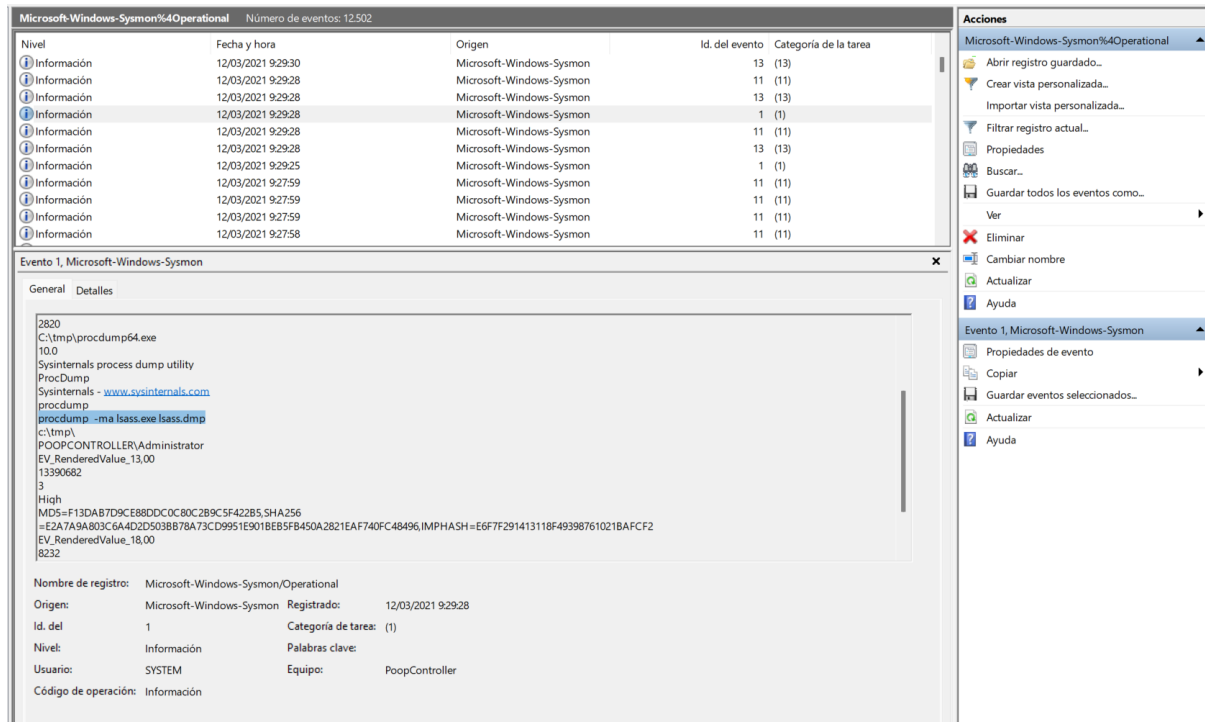 Microsoft-Windows-Sysmon%4Operational Número de eventos: 12.502
Nivel Fecha y hora Origen Id. del evento Categoría de la tarea
Información 12/03/2021 9:29:30 Microsoft-Windows-Sysmon 13 (13)
Información 12/03/2021 9:29:28 Microsoft-Windows-Sysmon 11 (11)
Información 12/03/2021 9:29:28 Microsoft-Windows-Sysmon 13 (13)
Información 12/03/2021 9:29:28 Microsoft-Windows-Sysmon 1 (1)
Información 12/03/2021 9:29:28 Microsoft-Windows-Sysmon 11 (11)
Información 12/03/2021 9:29:28 Microsoft-Windows-Sysmon 13 (13)
Información 12/03/2021 9:29:25 Microsoft-Windows-Sysmon 1 (1)
Información 12/03/2021 9:27:59 Microsoft-Windows-Sysmon 11 (11)
Información 12/03/2021 9:27:59 Microsoft-Windows-Sysmon 11 (11)
Información 12/03/2021 9:27:59 Microsoft-Windows-Sysmon 11 (11)
Información 12/03/2021 9:27:58 Microsoft-Windows-Sysmon 11 (11)
Evento 1, Microsoft-Windows-Sysmon
General Detalles
2820
C:\tmp\procdump64.exe
10.0
Sysinternals process dump utility
ProcDump
Sysinternals - www.sysinternals.com
procdump
procdump -ma lsass.exe lsass.dmp
c:\tmp\
POOPCONTROLLER\Administrator
EV_RenderedValue_13,00
13390682
3
High
MD5=F13DAB7D9CE88DDC0C80C2B9C5F422B5,SHA256
=E2A7A9A803C6A4D2D503BB78A73CD9951E901BEB5FB450A2821EAF740FC48496,IMPHASH=E6F7F291413118F49398761021BAFCF2
EV_RenderedValue_18,00
8232
Nombre de registro: Microsoft-Windows-Sysmon/Operational
Origen: Microsoft-Windows-Sysmon Registrado: 12/03/2021 9:29:28
Id. del 1 Categoría de tarea: (1)
Nivel: Información Palabras clave:
Usuario: SYSTEM Equipo: PoopController
Código de operación: Información
Acciones
Microsoft-Windows-Sysmon%4Operational
Abrir registro guardado...
Crear vista personalizada...
Importar vista personalizada...
Filtrar registro actual...
Propiedades
Buscar...
Guardar todos los eventos como...
Ver
Eliminar
Cambiar nombre
Actualizar
Ayuda
Evento 1, Microsoft-Windows-Sysmon
Propiedades de evento
Copiar
Guardar eventos seleccionados...
Actualizar
Ayuda